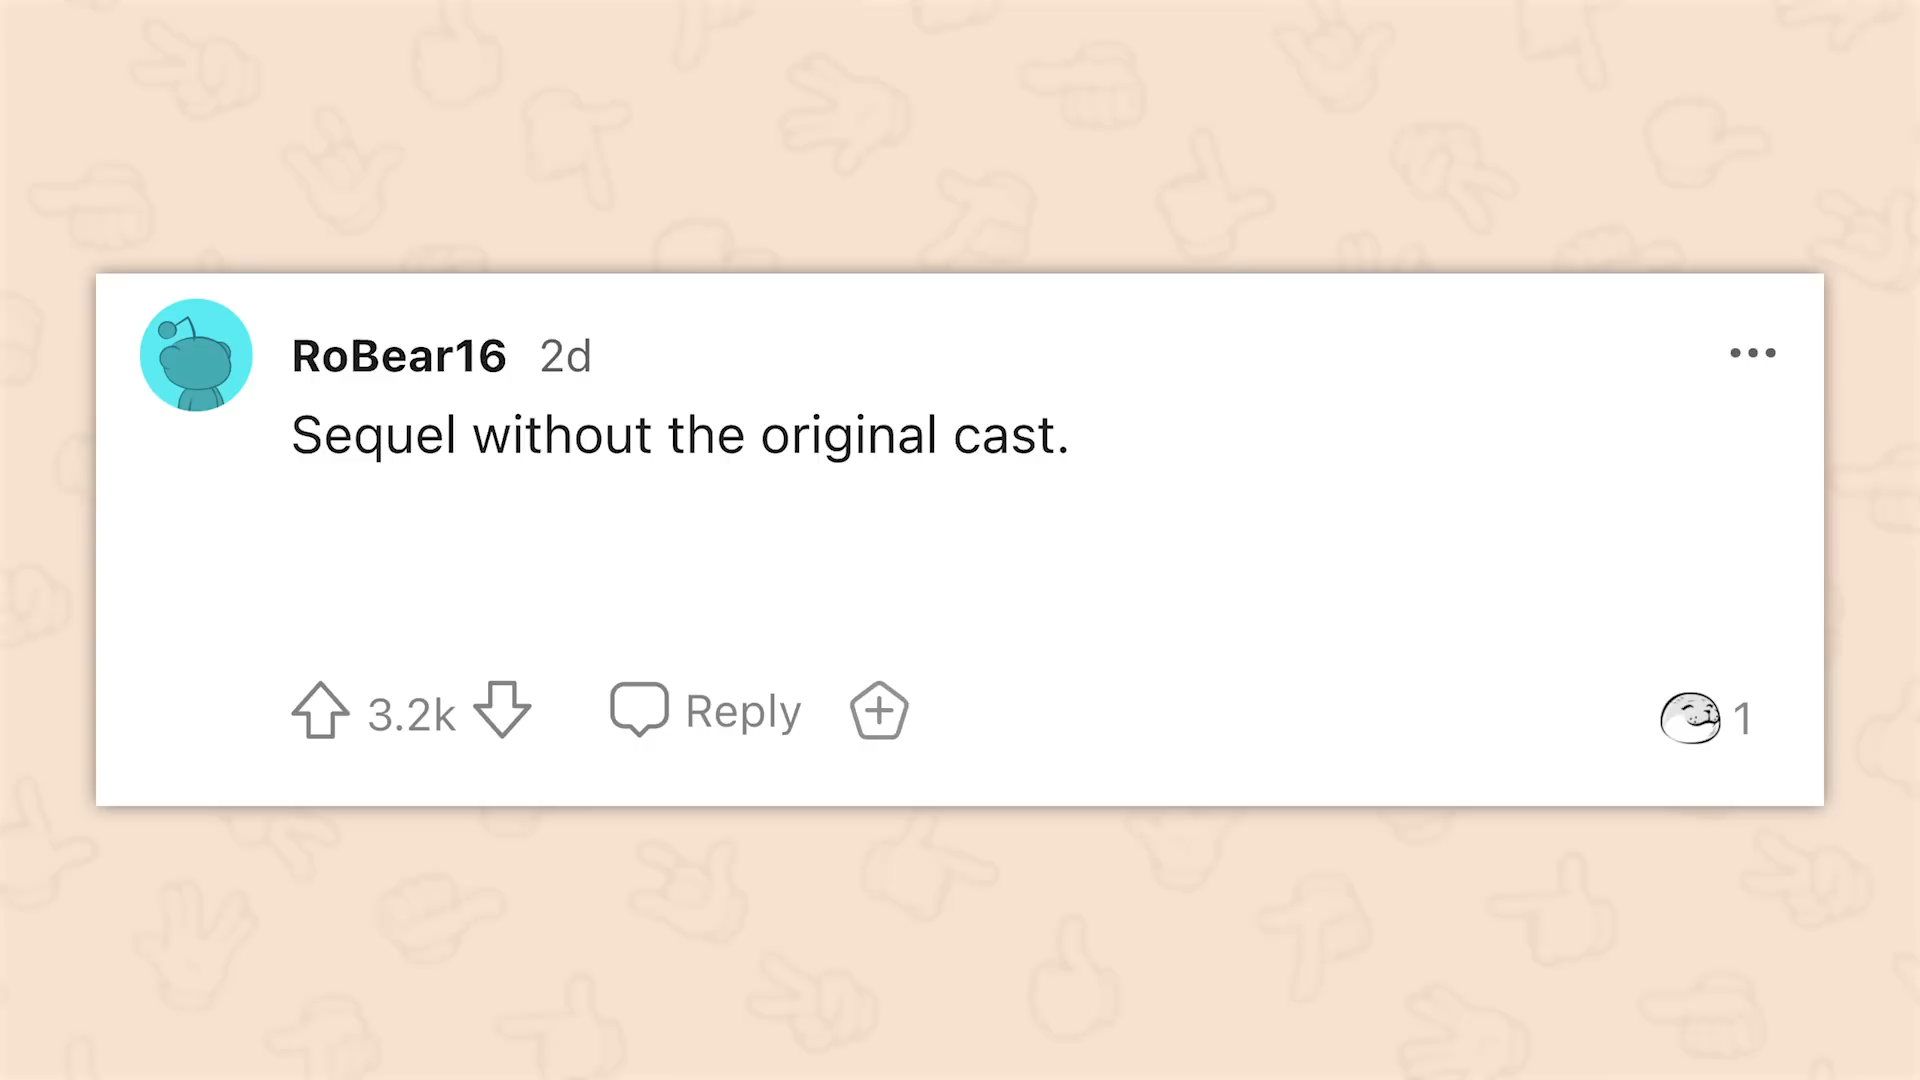 RoBear16 2d
Sequel without the original cast.
3.2k Reply 1